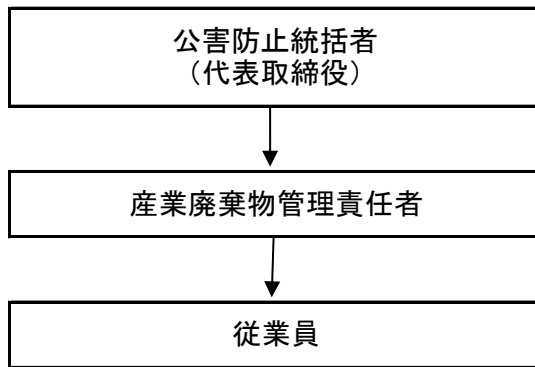 公害防止統括者
（代表取締役）
産業廃棄物管理責任者
従業員